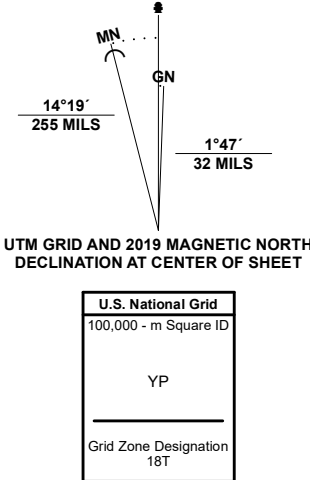 MN
GN
14°19´
255 MILS
1°47´
32 MILS
UTM GRID AND 2019 MAGNETIC NORTH
DECLINATION AT CENTER OF SHEET
U.S. National Grid
100,000 - m Square ID
YP
Grid Zone Designation
18T